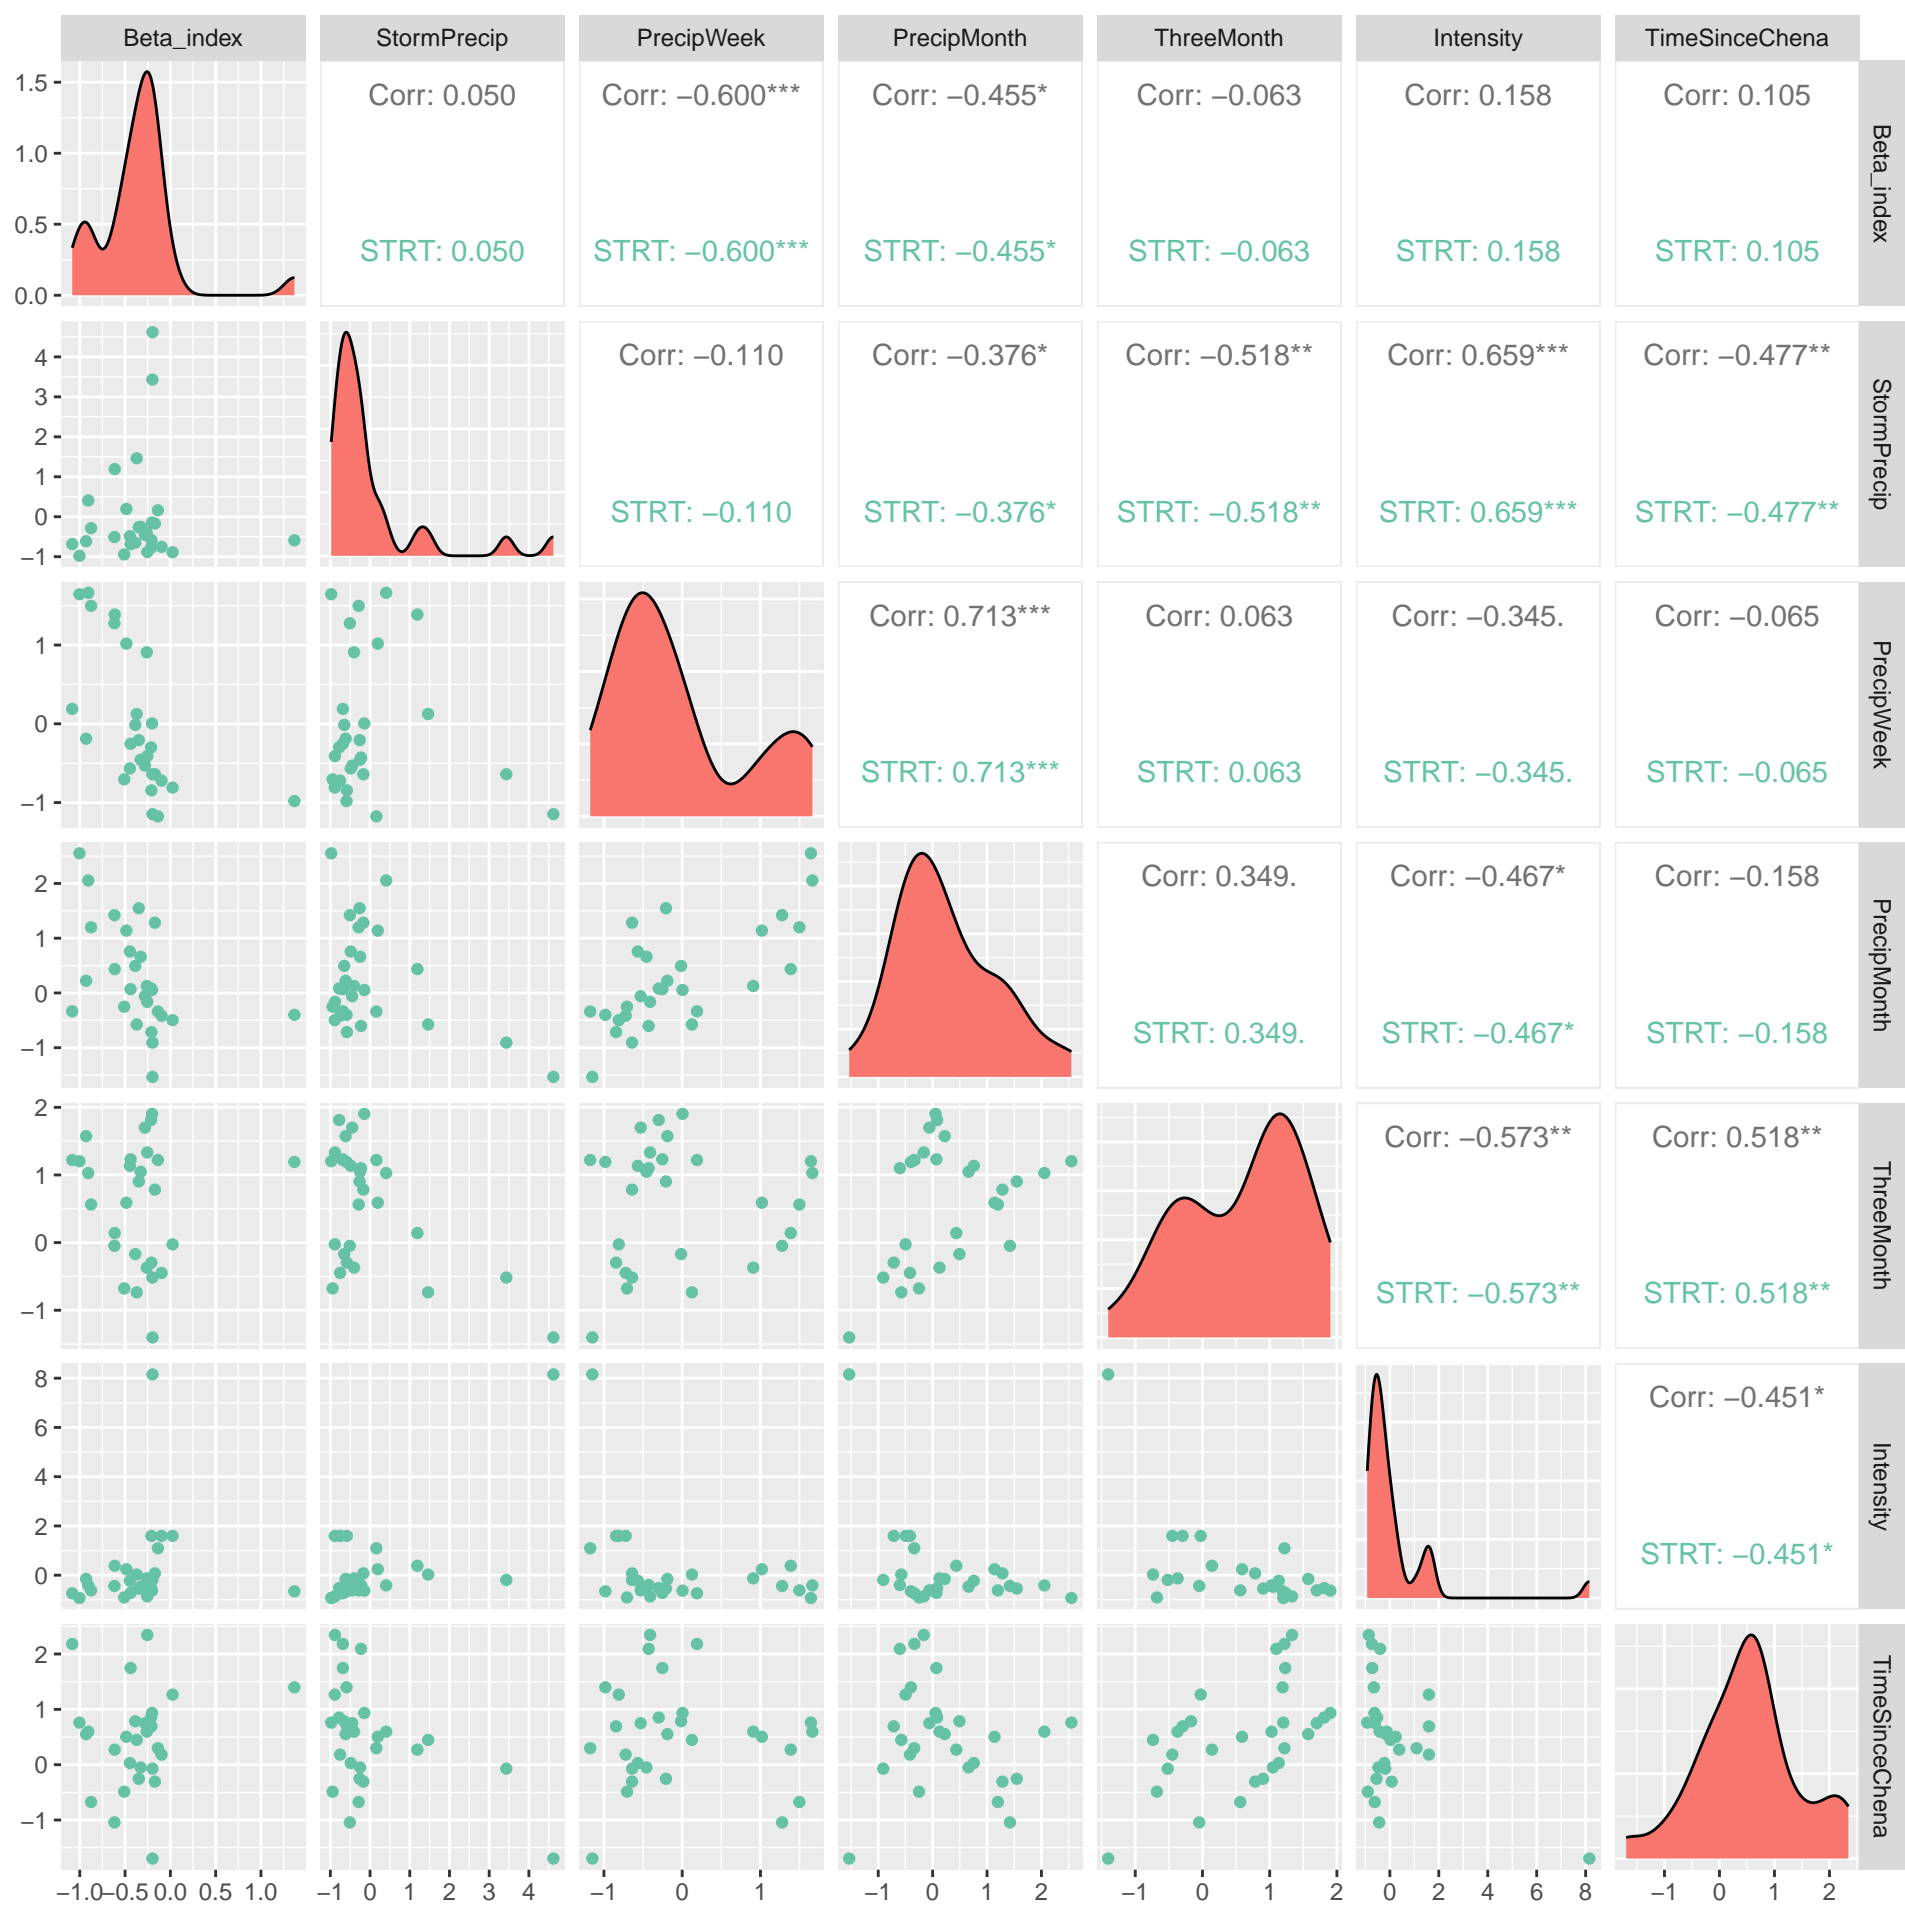 Beta_index StormPrecip PrecipWeek PrecipMonth ThreeMonth Intensity TimeSinceChena
1.5
1.0
0.5
0.0
Corr: 0.050 Corr: −0.600*** Corr: −0.455* Corr: −0.063 Corr: 0.158 Corr: 0.105
STRT: 0.050 STRT: −0.600*** STRT: −0.455* STRT: −0.063 STRT: 0.158 STRT: 0.105
Beta_index
4
3
2
1
0
−1
Corr: −0.110 Corr: −0.376* Corr: −0.518** Corr: 0.659*** Corr: −0.477**
STRT: −0.110 STRT: −0.376* STRT: −0.518** STRT: 0.659*** STRT: −0.477**
StormPrecip
1
0
−1
Corr: 0.713*** Corr: 0.063 Corr: −0.345. Corr: −0.065
STRT: 0.713*** STRT: 0.063 STRT: −0.345. STRT: −0.065
PrecipWeek
2
1
0
−1
Corr: 0.349. Corr: −0.467* Corr: −0.158
STRT: 0.349. STRT: −0.467* STRT: −0.158
PrecipMonth
2
1
0
−1
Corr: −0.573** Corr: 0.518**
STRT: −0.573** STRT: 0.518**
ThreeMonth
8
6
4
2
0
Corr: −0.451*
STRT: −0.451*
Intensity
2
1
0
−1
TimeSinceChena
−1.0 −0.5 0.0 0.5 1.0 −1 0 1 2 3 4 −1 0 1 −1 0 1 2 −1 0 1 2 0 2 4 6 8 −1 0 1 2